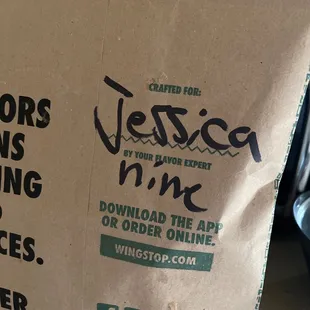 ORS
NS
ING
CES.
ER
CRAFTED FOR:
Jessica
BY YOUR FLAVOR EXPERT
nine
DOWNLOAD THE APP
OR ORDER ONLINE.
WINGSTOP.COM